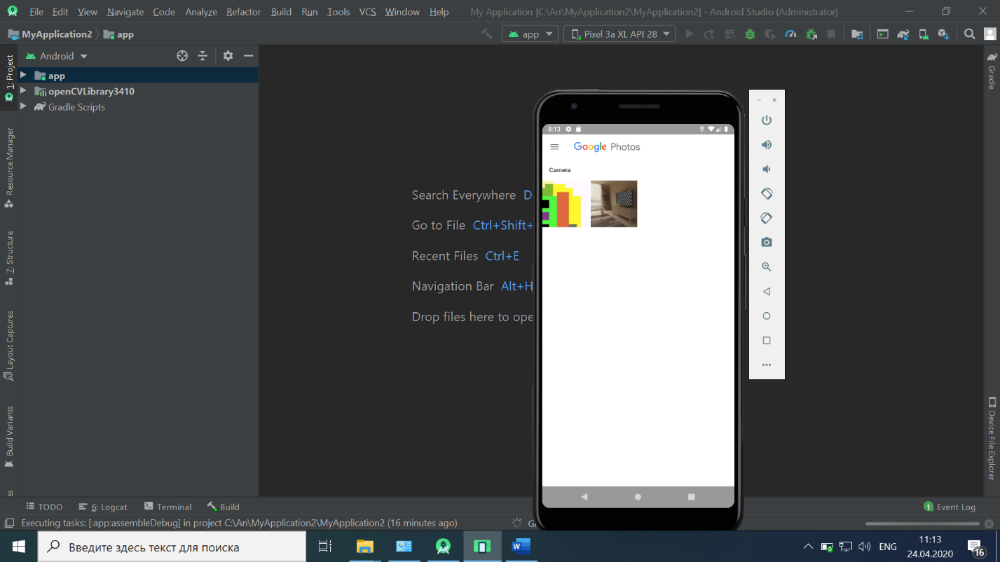 File Edit View Navigate Code Analyze Refactor Build Run Tools VCS Window Help My Application [C:\An\MyApplication2\MyApplication2] - Android Studio (Administrator)
MyApplication2 app app Pixel 3a XL API 28
1: Project
Android
app
openCVLibrary3410
Gradle Scripts
Resource Manager
7: Structure
Layout Captures
Build Variants
Gradle
Device File Explorer
Search Everywhere D
Go to File Ctrl+Shift+
Recent Files Ctrl+E
Navigation Bar Alt+H
Drop files here to ope
8:13
Google Photos
Camera
TODO 6: Logcat Terminal Build 1 Event Log
Executing tasks: [:app:assembleDebug] in project C:\An\MyApplication2\MyApplication2 (16 minutes ago)
Введите здесь текст для поиска
ENG
11:13
24.04.2020
16